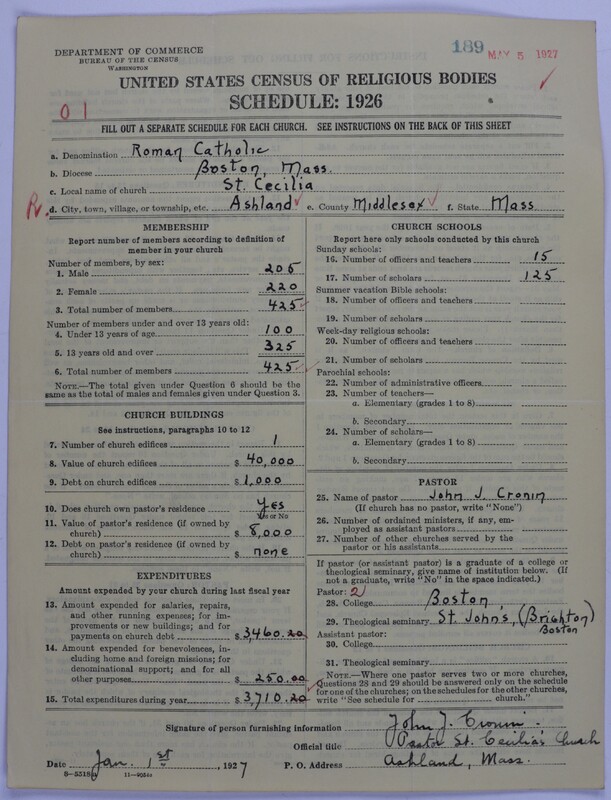 189 MAY 5 1927
DEPARTMENT OF COMMERCE
BUREAU OF THE CENSUS
WASHINGTON
UNITED STATES CENSUS OF RELIGIOUS BODIES
SCHEDULE: 1926
01
FILL OUT A SEPARATE SCHEDULE FOR EACH CHURCH. SEE INSTRUCTIONS ON THE BACK OF THIS SHEET
a. Denomination Roman Catholic
b. Diocese Boston, Mass.
c. Local name of church St. Cecilia
d. City, town, village, or township, etc. Ashland e. County Middlesex f. State Mass
MEMBERSHIP
Report number of members according to definition of
member in your church
Number of members, by sex:
1. Male 205
2. Female 220
3. Total number of members 425
Number of members under and over 13 years old:
4. Under 13 years of age 100
5. 13 years old and over 325
6. Total number of members 425
NOTE.—The total given under Question 6 should be the
same as the total of males and females given under Question 3.
CHURCH BUILDINGS
See instructions, paragraphs 10 to 12
7. Number of church edifices 1
8. Value of church edifices $ 40,000
9. Debt on church edifices $ 1,000
10. Does church own pastor's residence Yes
Yes or No
11. Value of pastor's residence (if owned by
church) $ 8,000
12. Debt on pastor's residence (if owned by
church) $ none
EXPENDITURES
Amount expended by your church during last fiscal year
13. Amount expended for salaries, repairs,
and other running expenses; for im-
provements or new buildings; and for
payments on church debt $ 3460.20
14. Amount expended for benevolences, in-
cluding home and foreign missions; for
denominational support; and for all
other purposes $ 250.00
15. Total expenditures during year $ 3,710.20
CHURCH SCHOOLS
Report here only schools conducted by this church
Sunday schools:
16. Number of officers and teachers 15
17. Number of scholars 125
Summer vacation Bible schools:
18. Number of officers and teachers
19. Number of scholars
Week-day religious schools:
20. Number of officers and teachers
21. Number of scholars
Parochial schools:
22. Number of administrative officers
23. Number of teachers—
a. Elementary (grades 1 to 8)
b. Secondary
24. Number of scholars—
a. Elementary (grades 1 to 8)
b. Secondary
PASTOR
25. Name of pastor John J. Cronin
(If church has no pastor, write "None")
26. Number of ordained ministers, if any, em-
ployed as assistant pastors
27. Number of other churches served by the
pastor or his assistants
If pastor (or assistant pastor) is a graduate of a college or
theological seminary, give name of institution below. (If
not a graduate, write "No" in the space indicated.)
Pastor: 2
28. College Boston
29. Theological seminary St. John's, (Brighton)
Boston
Assistant pastor:
30. College
31. Theological seminary
NOTE.—Where one pastor serves two or more churches,
Questions 28 and 29 should be answered only on the schedule
for one of the churches; on the schedules for the other churches,
write "See schedule for church."
Signature of person furnishing information John J. Cronin.
Official title Pastor St. Cecilia's Church
Date Jan. 1st, 1927 P. O. Address Ashland, Mass.